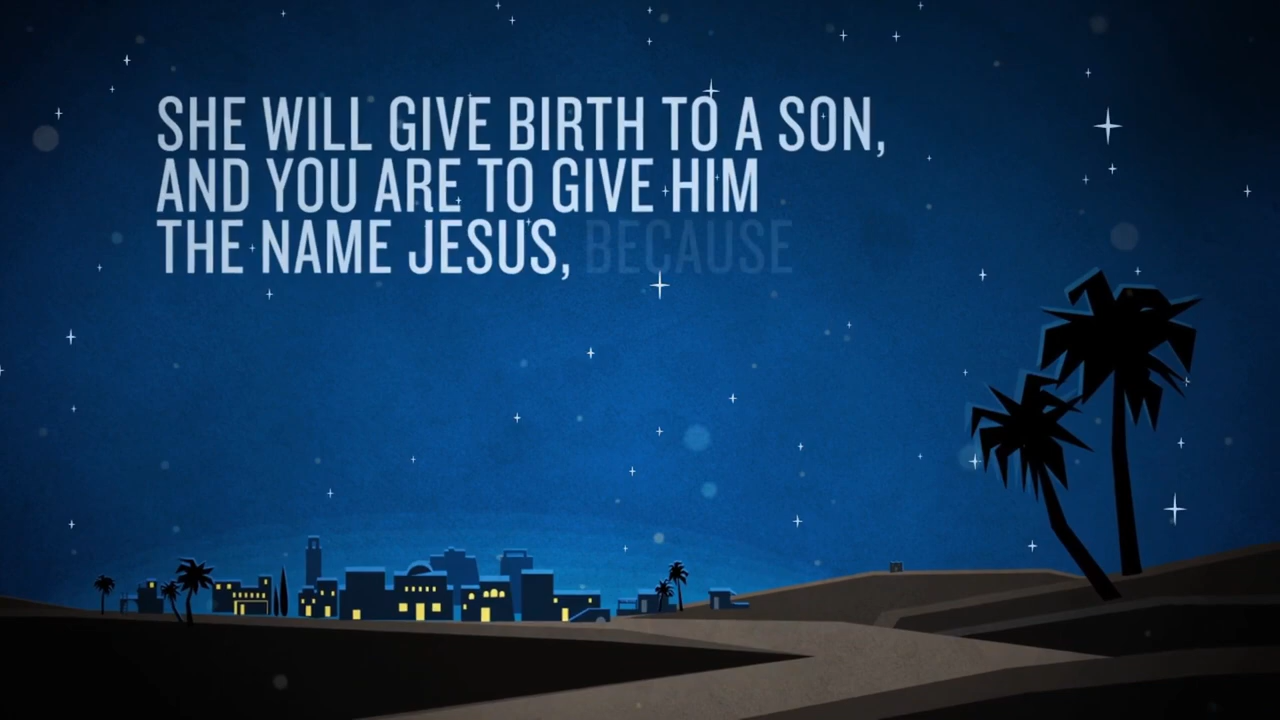 SHE WILL GIVE BIRTH TO A SON,
AND YOU ARE TO GIVE HIM
THE NAME JESUS, BECAUSE